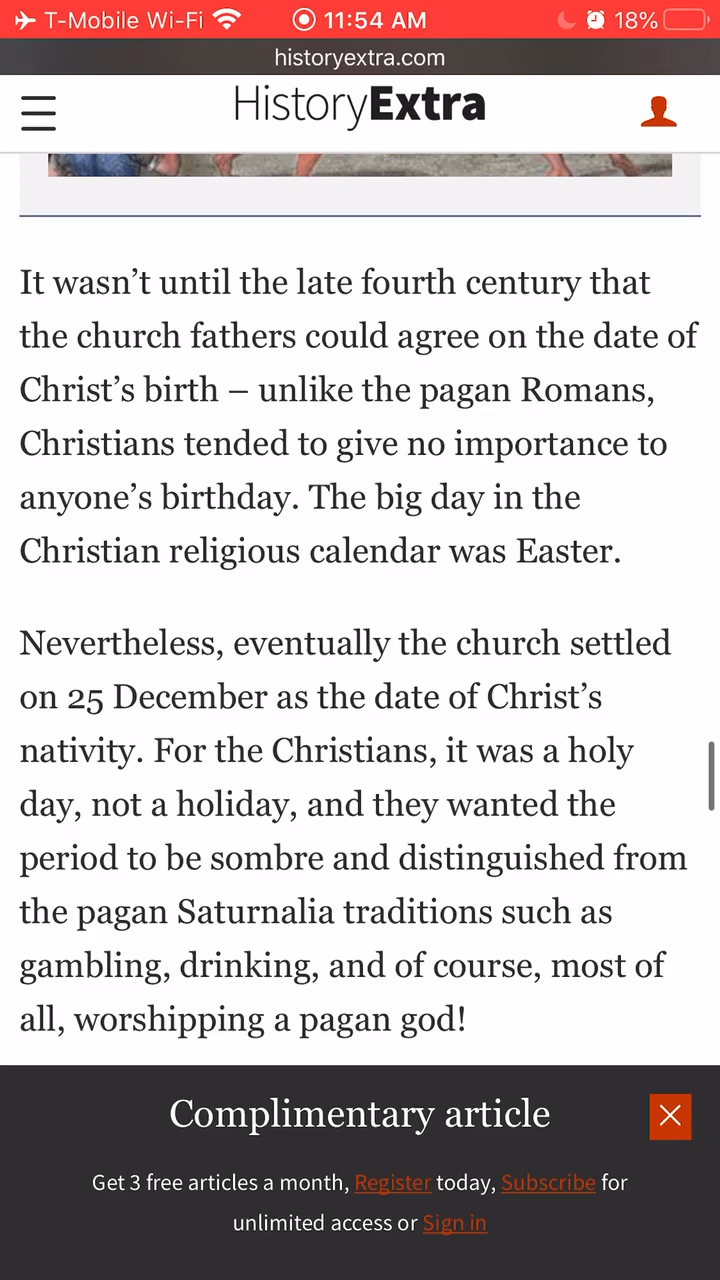 T-Mobile Wi-Fi 11:54 AM 18%
historyextra.com
HistoryExtra
It wasn’t until the late fourth century that
the church fathers could agree on the date of
Christ’s birth – unlike the pagan Romans,
Christians tended to give no importance to
anyone’s birthday. The big day in the
Christian religious calendar was Easter.
Nevertheless, eventually the church settled
on 25 December as the date of Christ’s
nativity. For the Christians, it was a holy
day, not a holiday, and they wanted the
period to be sombre and distinguished from
the pagan Saturnalia traditions such as
gambling, drinking, and of course, most of
all, worshipping a pagan god!
Complimentary article
Get 3 free articles a month, Register today, Subscribe for
unlimited access or Sign in